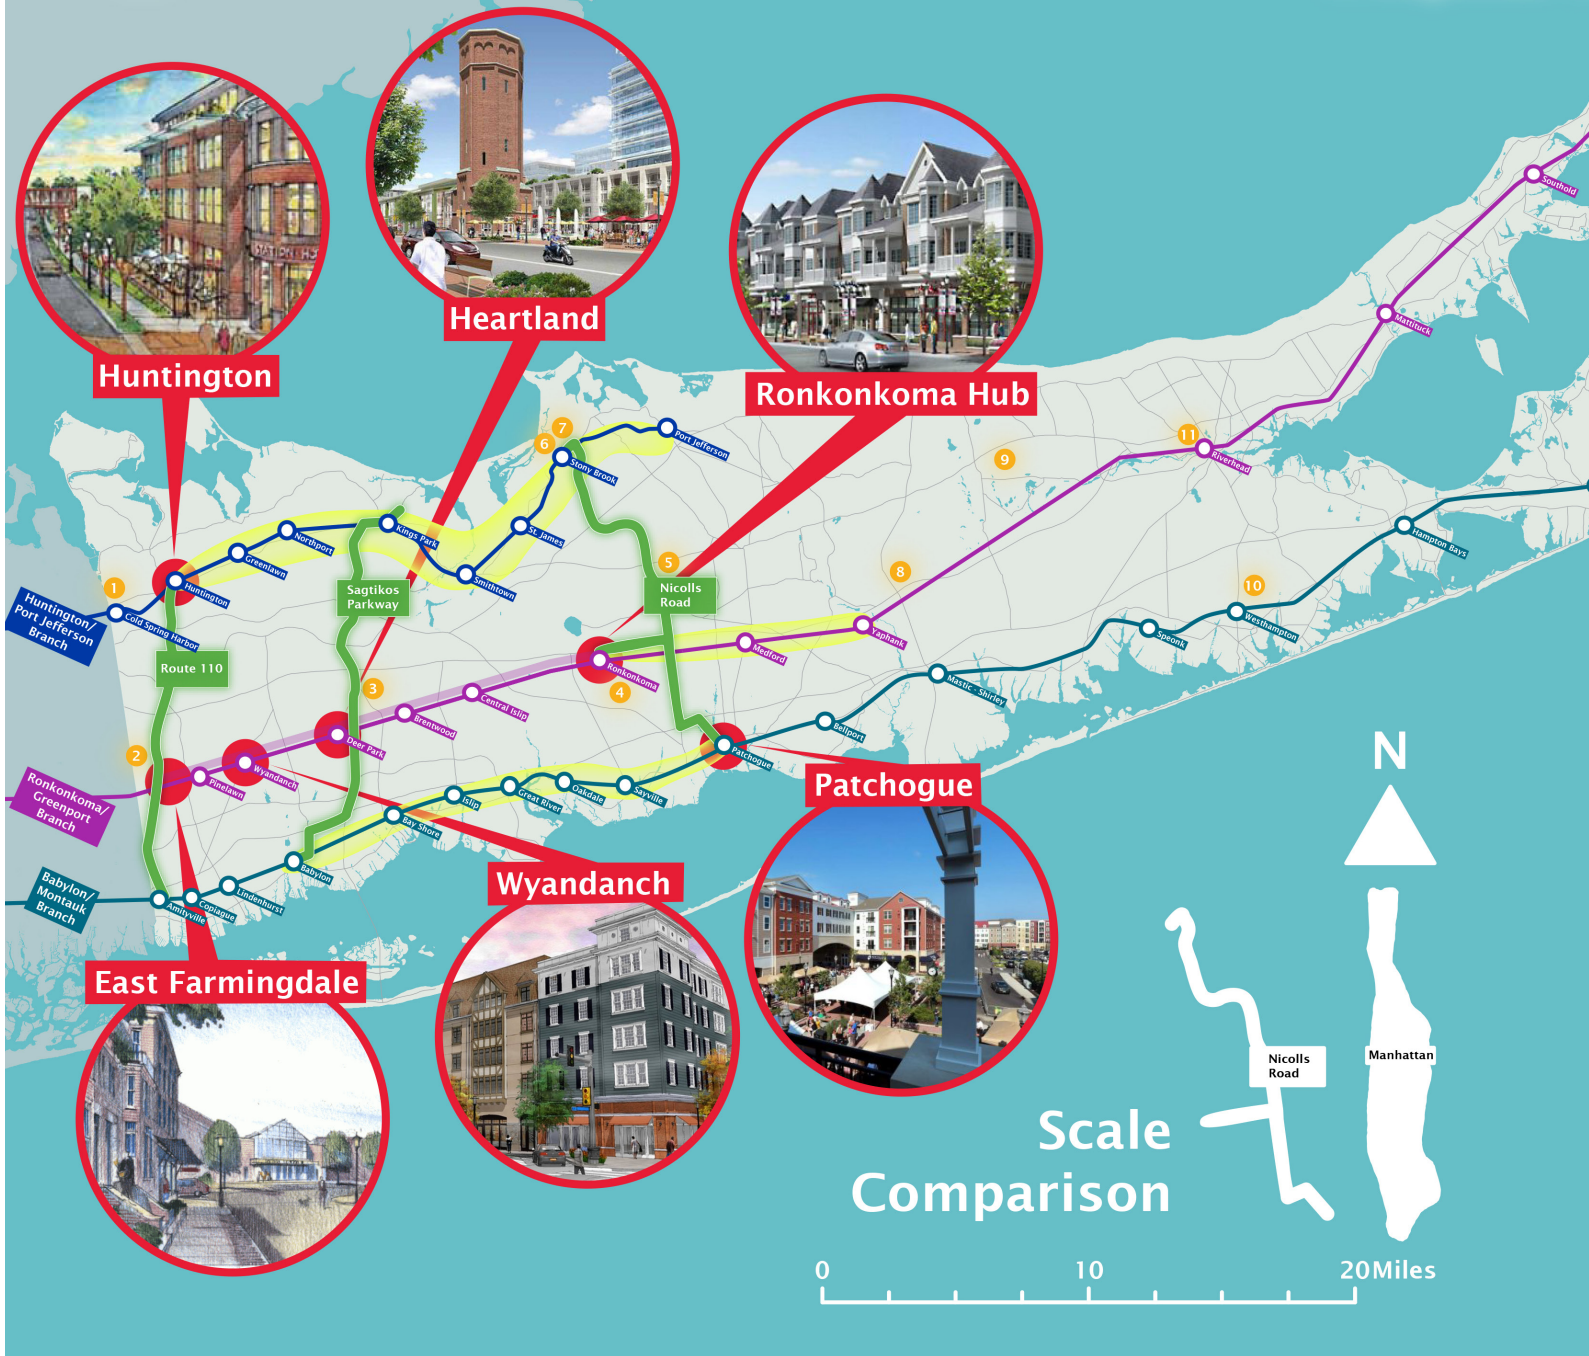 Heartland
Huntington
Ronkonkoma Hub
STATION H
Southold
Mattituck
Riverhead
11
9
7
6
Port Jefferson
Stony Brook
Kings Park
Northport
Greenlawn
St. James
Smithtown
Hampton Bays
1
Huntington
Cold Spring Harbor
Huntington/
Port Jefferson
Branch
Sagtikos
Parkway
5
Nicolls
Road
8
10
Westhampton
Speonk
Yaphank
Medford
Route 110
Ronkonkoma
4
3
Central Islip
Brentwood
Deer Park
Mastic - Shirley
Bellport
Patchogue
2
Wyandanch
Pinelawn
Ronkonkoma/
Greenport
Branch
Sayville
Oakdale
Great River
Islip
Bay Shore
Babylon
Lindenhurst
Copiague
Amityville
Babylon/
Montauk
Branch
Patchogue
N
Wyandanch
East Farmingdale
Nicolls
Road
Manhattan
Scale
Comparison
0 10 20 Miles